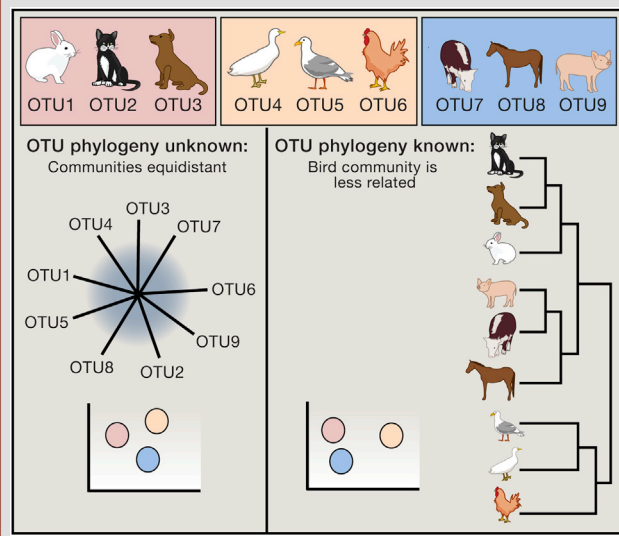 OTU1 OTU2 OTU3 OTU4 OTU5 OTU6 OTU7 OTU8 OTU9
OTU phylogeny unknown:
Communities equidistant
OTU3
OTU4
OTU7
OTU1
OTU6
OTU5
OTU9
OTU8
OTU2
OTU phylogeny known:
Bird community is
less related